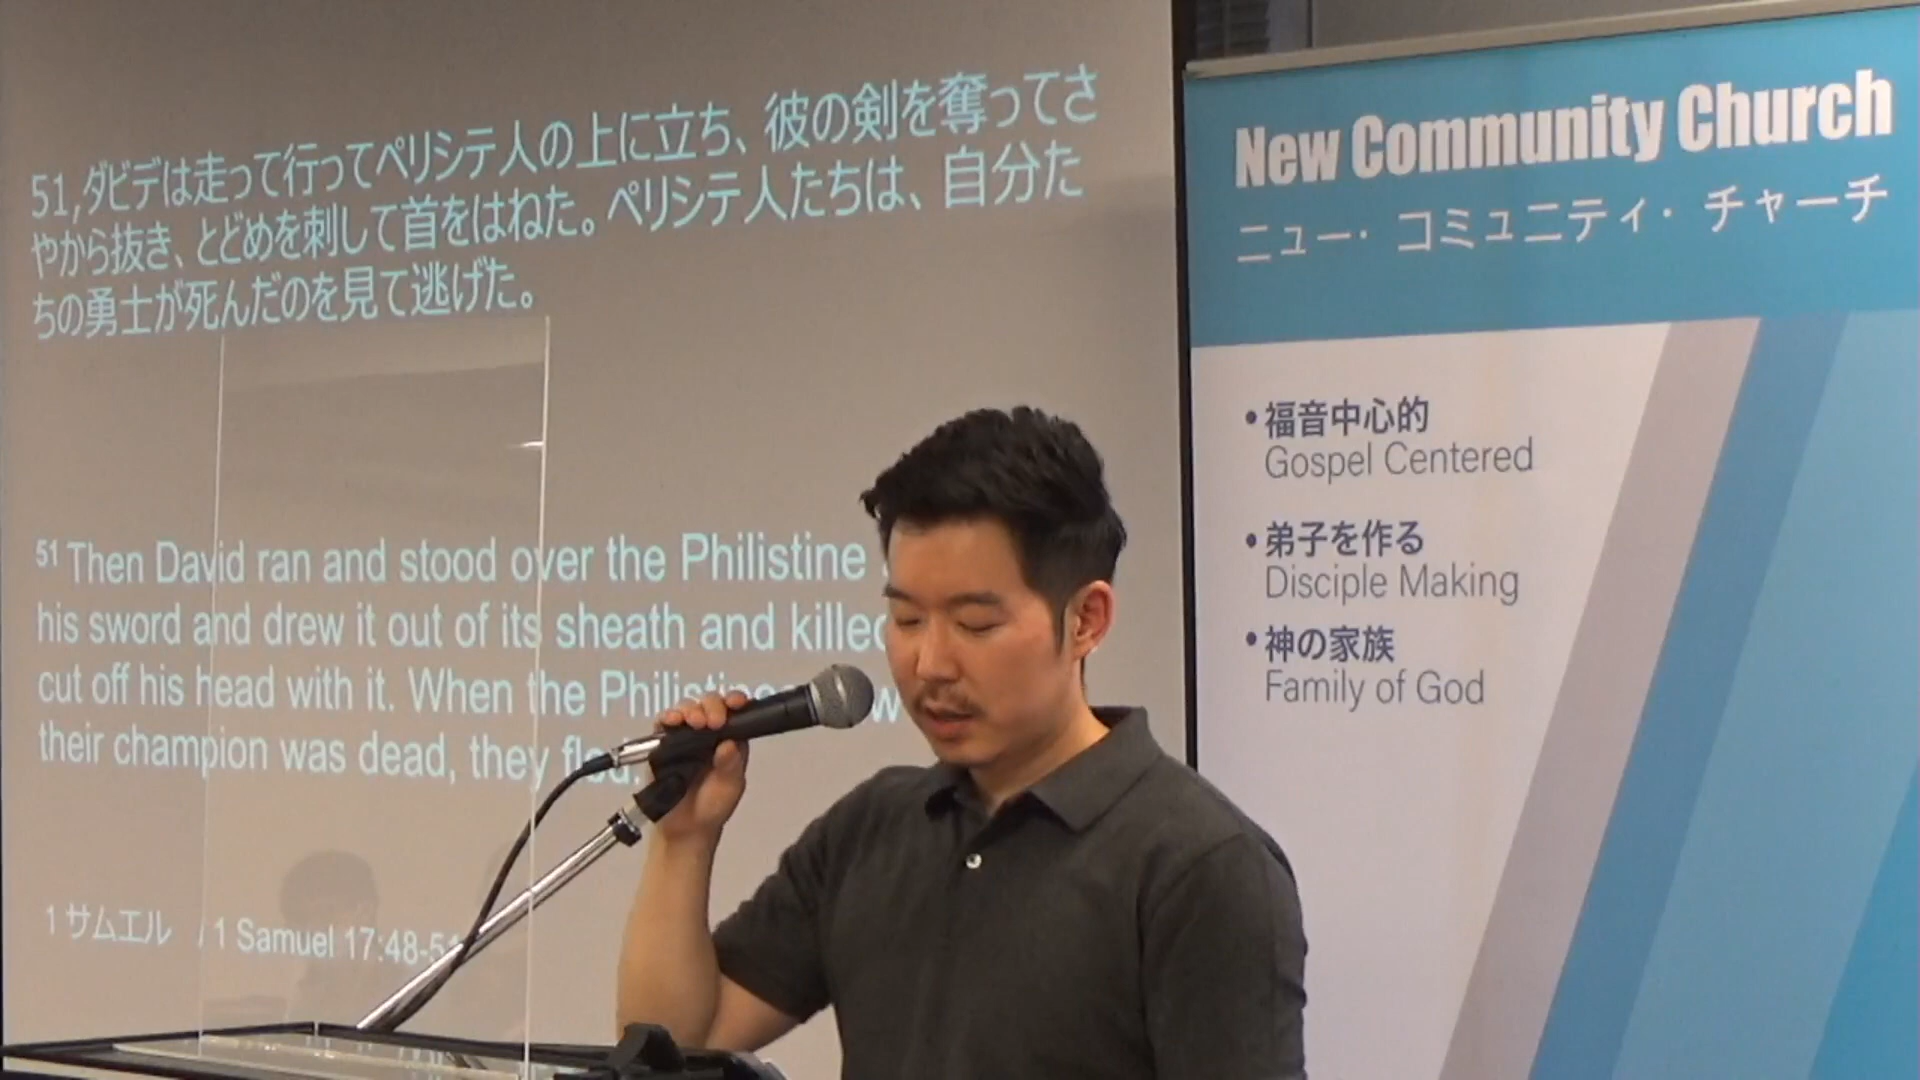 51,ダビデは走って行ってペリシテ人の上に立ち、彼の剣を奪ってさ
やから抜き、とどめを刺して首をはねた。ペリシテ人たちは、自分た
ちの勇士が死んだのを見て逃げた。
51 Then David ran and stood over the Philistine
his sword and drew it out of its sheath and killed
cut off his head with it. When the Philistines
their champion was dead, they fled.
1 サムエル / 1 Samuel 17:48-51
New Community Church
ニュー・コミュニティ・チャーチ
•福音中心的
Gospel Centered
•弟子を作る
Disciple Making
•神の家族
Family of God